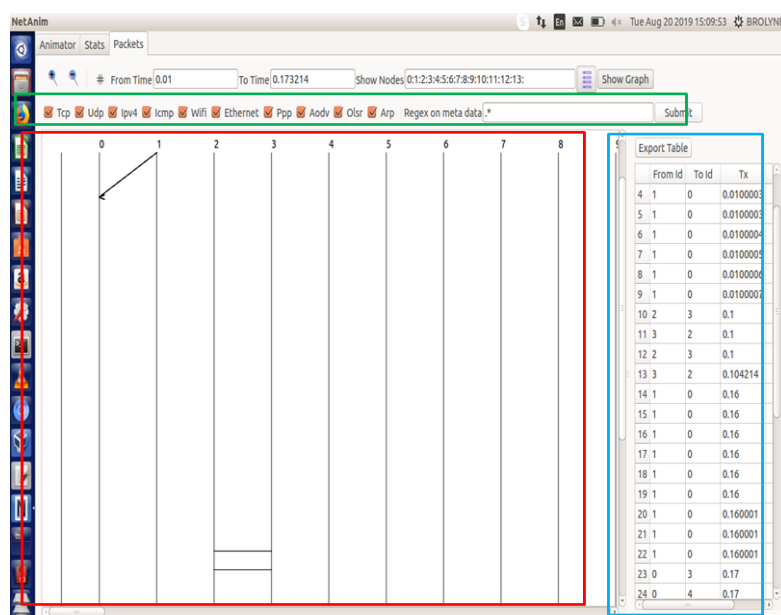 NetAnim
En Tue Aug 20 2019 15:09:53 BROLYNE
Animator Stats Packets
# From Time 0.01 To Time 0.173214 Show Nodes 0:1:2:3:4:5:6:7:8:9:10:11:12:13: Show Graph
Tcp Udp Ipv4 Icmp Wifi Ethernet Ppp Aodv Olsr Arp Regex on meta data .* Submit
0 1 2 3 4 5 6 7 8 9
Export Table
From Id To Id Tx
4 1 0 0.0100003
5 1 0 0.0100003
6 1 0 0.0100004
7 1 0 0.0100005
8 1 0 0.0100006
9 1 0 0.0100007
10 2 3 0.1
11 3 2 0.1
12 2 3 0.1
13 3 2 0.104214
14 1 0 0.16
15 1 0 0.16
16 1 0 0.16
17 1 0 0.16
18 1 0 0.16
19 1 0 0.16
20 1 0 0.160001
21 1 0 0.160001
22 1 0 0.160001
23 0 3 0.17
24 0 4 0.17